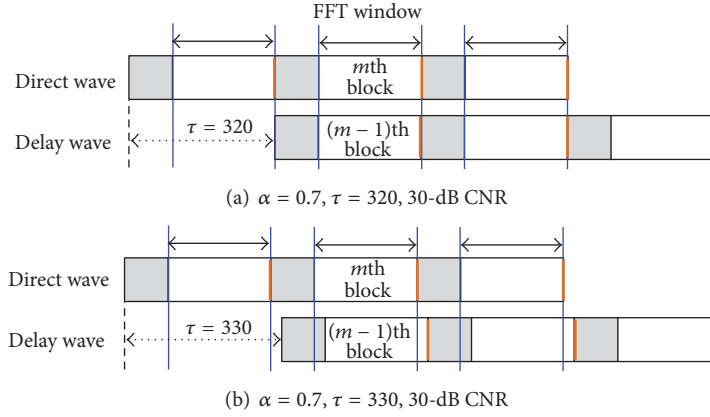 FFT window
Direct wave
mth
block
τ = 320
Delay wave
(m − 1)th
block
(a) α = 0.7, τ = 320, 30-dB CNR
Direct wave
mth
block
τ = 330
Delay wave
(m − 1)th
block
(b) α = 0.7, τ = 330, 30-dB CNR